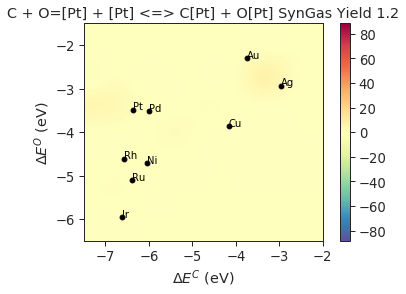 C + O=[Pt] + [Pt] <=> C[Pt] + O[Pt] SynGas Yield 1.2
−2
−3
−4
−5
−6
ΔE^O (eV)
Au
Ag
Pt
Pd
Cu
Rh
Ni
Ru
Ir
−7
−6
−5
−4
−3
−2
ΔE^C (eV)
80
60
40
20
0
−20
−40
−60
−80